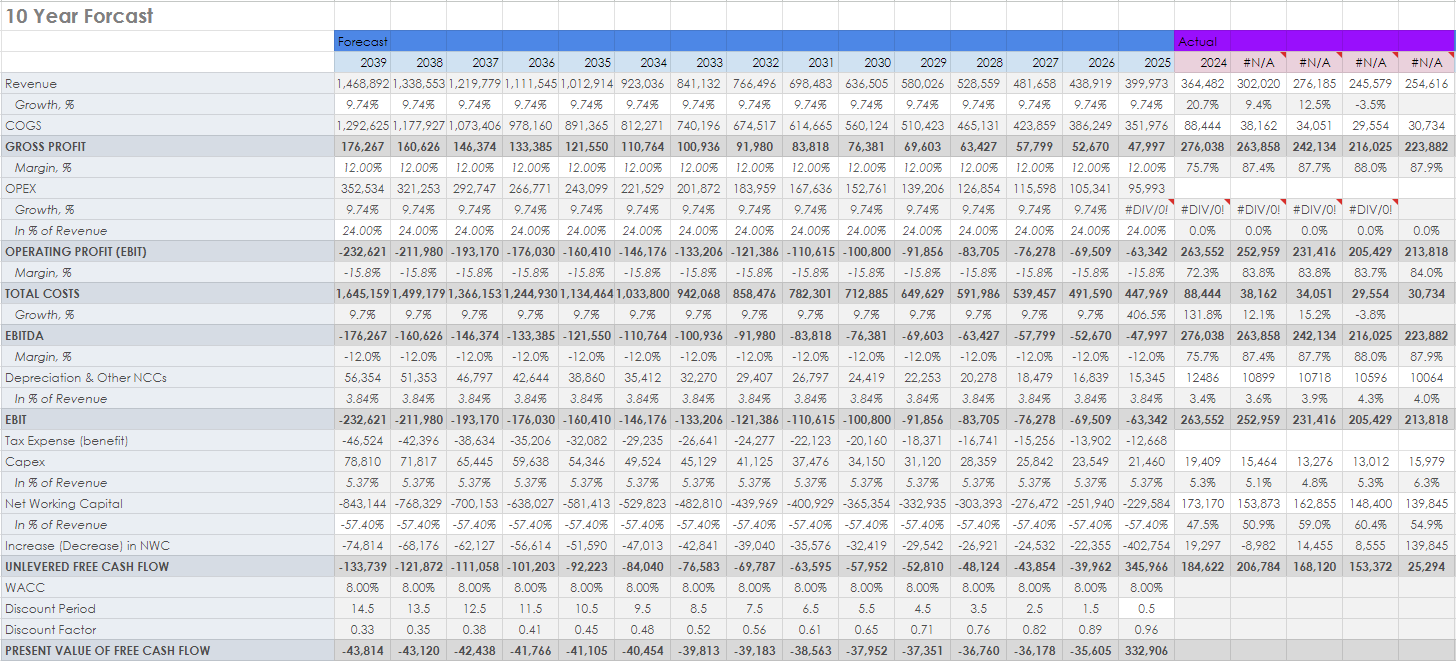 10 Year Forcast
Forecast Actual
2039 2038 2037 2036 2035 2034 2033 2032 2031 2030 2029 2028 2027 2026 2025 2024 #N/A #N/A #N/A #N/A
Revenue 1,468,892 1,338,553 1,219,779 1,111,545 1,012,914 923,036 841,132 766,496 698,483 636,505 580,026 528,559 481,658 438,919 399,973 364,482 302,020 276,185 245,579 254,616
Growth, % 9.74% 9.74% 9.74% 9.74% 9.74% 9.74% 9.74% 9.74% 9.74% 9.74% 9.74% 9.74% 9.74% 9.74% 9.74% 20.7% 9.4% 12.5% -3.5%
COGS 1,292,625 1,177,927 1,073,406 978,160 891,365 812,271 740,196 674,517 614,665 560,124 510,423 465,131 423,859 386,249 351,976 88,444 38,162 34,051 29,554 30,734
GROSS PROFIT 176,267 160,626 146,374 133,385 121,550 110,764 100,936 91,980 83,818 76,381 69,603 63,427 57,799 52,670 47,997 276,038 263,858 242,134 216,025 223,882
Margin, % 12.00% 12.00% 12.00% 12.00% 12.00% 12.00% 12.00% 12.00% 12.00% 12.00% 12.00% 12.00% 12.00% 12.00% 12.00% 75.7% 87.4% 87.7% 88.0% 87.9%
OPEX 352,534 321,253 292,747 266,771 243,099 221,529 201,872 183,959 167,636 152,761 139,206 126,854 115,598 105,341 95,993
Growth, % 9.74% 9.74% 9.74% 9.74% 9.74% 9.74% 9.74% 9.74% 9.74% 9.74% 9.74% 9.74% 9.74% 9.74% #DIV/0! #DIV/0! #DIV/0! #DIV/0! #DIV/0!
In % of Revenue 24.00% 24.00% 24.00% 24.00% 24.00% 24.00% 24.00% 24.00% 24.00% 24.00% 24.00% 24.00% 24.00% 24.00% 24.00% 0.0% 0.0% 0.0% 0.0% 0.0%
OPERATING PROFIT (EBIT) -232,621 -211,980 -193,170 -176,030 -160,410 -146,176 -133,206 -121,386 -110,615 -100,800 -91,856 -83,705 -76,278 -69,509 -63,342 263,552 252,959 231,416 205,429 213,818
Margin, % -15.8% -15.8% -15.8% -15.8% -15.8% -15.8% -15.8% -15.8% -15.8% -15.8% -15.8% -15.8% -15.8% -15.8% -15.8% 72.3% 83.8% 83.8% 83.7% 84.0%
TOTAL COSTS 1,645,159 1,499,179 1,366,153 1,244,930 1,134,464 1,033,800 942,068 858,476 782,301 712,885 649,629 591,986 539,457 491,590 447,969 88,444 38,162 34,051 29,554 30,734
Growth, % 9.7% 9.7% 9.7% 9.7% 9.7% 9.7% 9.7% 9.7% 9.7% 9.7% 9.7% 9.7% 9.7% 9.7% 406.5% 131.8% 12.1% 15.2% -3.8%
EBITDA -176,267 -160,626 -146,374 -133,385 -121,550 -110,764 -100,936 -91,980 -83,818 -76,381 -69,603 -63,427 -57,799 -52,670 -47,997 276,038 263,858 242,134 216,025 223,882
Margin, % -12.0% -12.0% -12.0% -12.0% -12.0% -12.0% -12.0% -12.0% -12.0% -12.0% -12.0% -12.0% -12.0% -12.0% -12.0% 75.7% 87.4% 87.7% 88.0% 87.9%
Depreciation & Other NCCs 56,354 51,353 46,797 42,644 38,860 35,412 32,270 29,407 26,797 24,419 22,253 20,278 18,479 16,839 15,345 12486 10899 10718 10596 10064
In % of Revenue 3.84% 3.84% 3.84% 3.84% 3.84% 3.84% 3.84% 3.84% 3.84% 3.84% 3.84% 3.84% 3.84% 3.84% 3.84% 3.4% 3.6% 3.9% 4.3% 4.0%
EBIT -232,621 -211,980 -193,170 -176,030 -160,410 -146,176 -133,206 -121,386 -110,615 -100,800 -91,856 -83,705 -76,278 -69,509 -63,342 263,552 252,959 231,416 205,429 213,818
Tax Expense (benefit) -46,524 -42,396 -38,634 -35,206 -32,082 -29,235 -26,641 -24,277 -22,123 -20,160 -18,371 -16,741 -15,256 -13,902 -12,668
Capex 78,810 71,817 65,445 59,638 54,346 49,524 45,129 41,125 37,476 34,150 31,120 28,359 25,842 23,549 21,460 19,409 15,464 13,276 13,012 15,979
In % of Revenue 5.37% 5.37% 5.37% 5.37% 5.37% 5.37% 5.37% 5.37% 5.37% 5.37% 5.37% 5.37% 5.37% 5.37% 5.37% 5.3% 5.1% 4.8% 5.3% 6.3%
Net Working Capital -843,144 -768,329 -700,153 -638,027 -581,413 -529,823 -482,810 -439,969 -400,929 -365,354 -332,935 -303,393 -276,472 -251,940 -229,584 173,170 153,873 162,855 148,400 139,845
In % of Revenue -57.40% -57.40% -57.40% -57.40% -57.40% -57.40% -57.40% -57.40% -57.40% -57.40% -57.40% -57.40% -57.40% -57.40% -57.40% 47.5% 50.9% 59.0% 60.4% 54.9%
Increase (Decrease) in NWC -74,814 -68,176 -62,127 -56,614 -51,590 -47,013 -42,841 -39,040 -35,576 -32,419 -29,542 -26,921 -24,532 -22,355 -402,754 19,297 -8,982 14,455 8,555 139,845
UNLEVERED FREE CASH FLOW -133,739 -121,872 -111,058 -101,203 -92,223 -84,040 -76,583 -69,787 -63,595 -57,952 -52,810 -48,124 -43,854 -39,962 345,966 184,622 206,784 168,120 153,372 25,294
WACC 8.00% 8.00% 8.00% 8.00% 8.00% 8.00% 8.00% 8.00% 8.00% 8.00% 8.00% 8.00% 8.00% 8.00% 8.00%
Discount Period 14.5 13.5 12.5 11.5 10.5 9.5 8.5 7.5 6.5 5.5 4.5 3.5 2.5 1.5 0.5
Discount Factor 0.33 0.35 0.38 0.41 0.45 0.48 0.52 0.56 0.61 0.65 0.71 0.76 0.82 0.89 0.96
PRESENT VALUE OF FREE CASH FLOW -43,814 -43,120 -42,438 -41,766 -41,105 -40,454 -39,813 -39,183 -38,563 -37,952 -37,351 -36,760 -36,178 -35,605 332,906